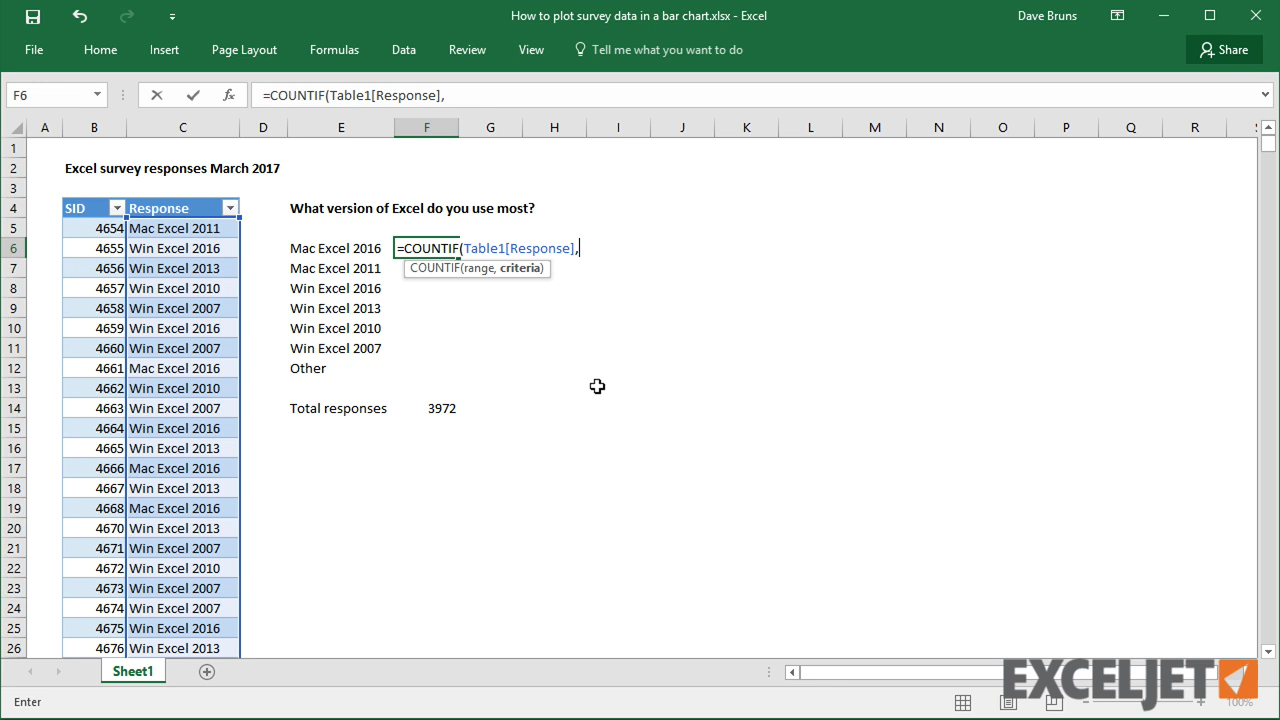 How to plot survey data in a bar chart.xlsx - Excel
Dave Bruns
File Home Insert Page Layout Formulas Data Review View Tell me what you want to do Share
F6 fx =COUNTIF(Table1[Response],
A B C D E F G H I J K L M N O P Q R
1
2 Excel survey responses March 2017
3
4 SID Response What version of Excel do you use most?
5 4654 Mac Excel 2011
6 4655 Win Excel 2016 Mac Excel 2016 =COUNTIF(Table1[Response],
7 4656 Win Excel 2013 Mac Excel 2011 COUNTIF(range, criteria)
8 4657 Win Excel 2010 Win Excel 2016
9 4658 Win Excel 2007 Win Excel 2013
10 4659 Win Excel 2016 Win Excel 2010
11 4660 Win Excel 2007 Win Excel 2007
12 4661 Mac Excel 2016 Other
13 4662 Win Excel 2010
14 4663 Win Excel 2007 Total responses 3972
15 4664 Win Excel 2016
16 4665 Win Excel 2013
17 4666 Mac Excel 2016
18 4667 Win Excel 2013
19 4668 Mac Excel 2016
20 4670 Win Excel 2013
21 4671 Win Excel 2007
22 4672 Win Excel 2010
23 4673 Win Excel 2007
24 4674 Win Excel 2007
25 4675 Win Excel 2016
26 4676 Win Excel 2013
Sheet1
EXCELJET
Enter 100%